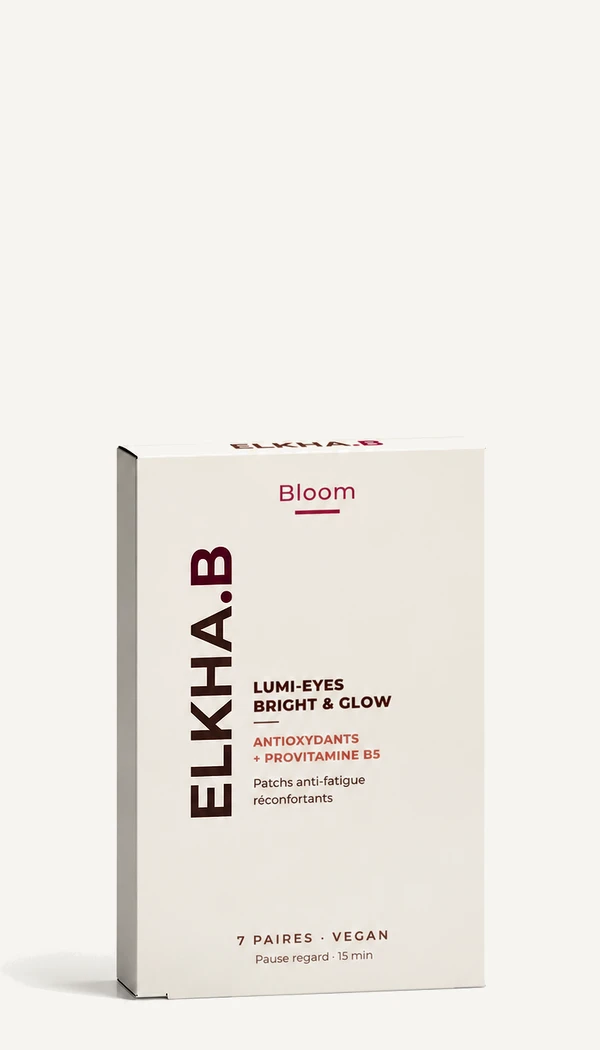 ELKHA.B
Bloom
ELKHA.B
LUMI-EYES
BRIGHT & GLOW
ANTIOXYDANTS
+ PROVITAMINE B5
Patchs anti-fatigue
réconfortants
7 PAIRES · VEGAN
Pause regard · 15 min